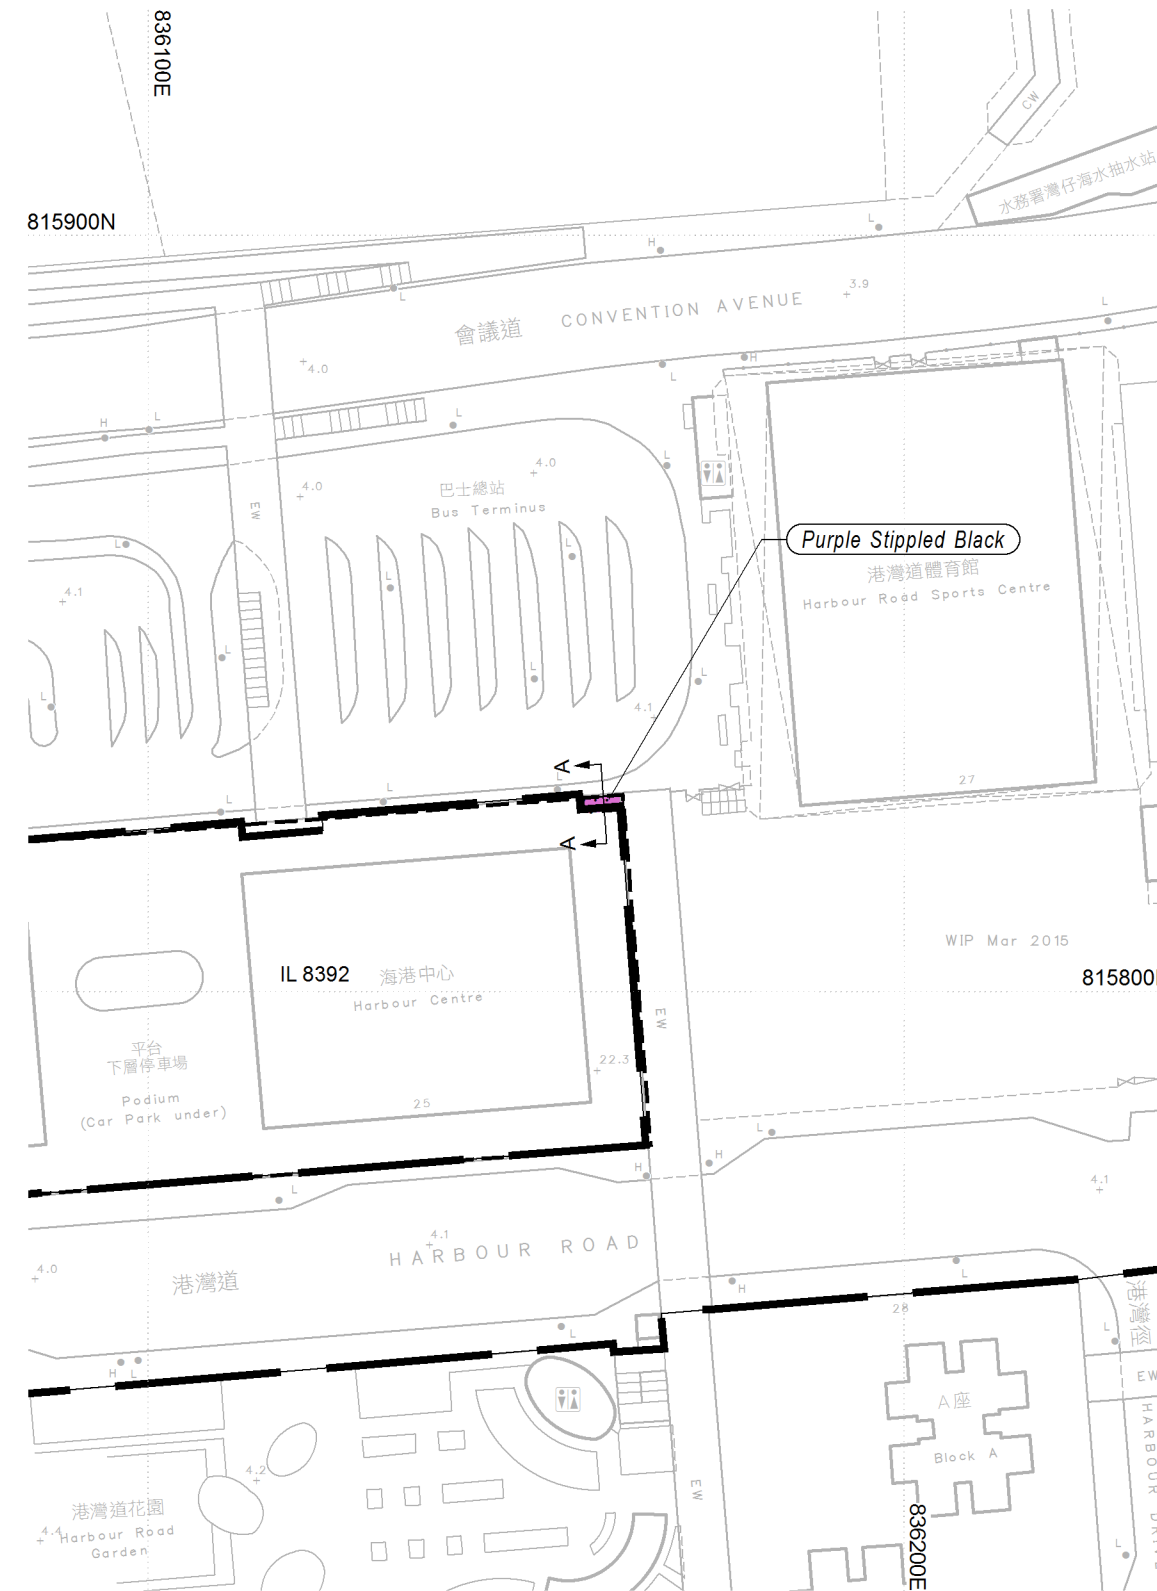 836100E
CW
水務署灣仔海水抽水站
815900N
L
H
L
3.9
L
會議道 CONVENTION AVENUE
4.0
H
L
H
L
L
L
4.0
巴士總站
Bus Terminus
4.0
EW
Purple Stippled Black
港灣道體育館
Harbour Road Sports Centre
L
L
L
4.1
L
L
L
L
4.1
27
A
L
L
L
A
WIP Mar 2015
IL 8392
海港中心
Harbour Centre
815800
EW
平台
下層停車場
Podium
(Car Park under)
22.3
25
L
H
H
L
4.1
4.1
HARBOUR ROAD
4.0
港灣道
L
H
28
港灣徑
L
L
H
L
EW
A座
Block A
HARBOUR
4.2
EW
港灣道花園
Harbour Road
Garden
4.4
836200E
L